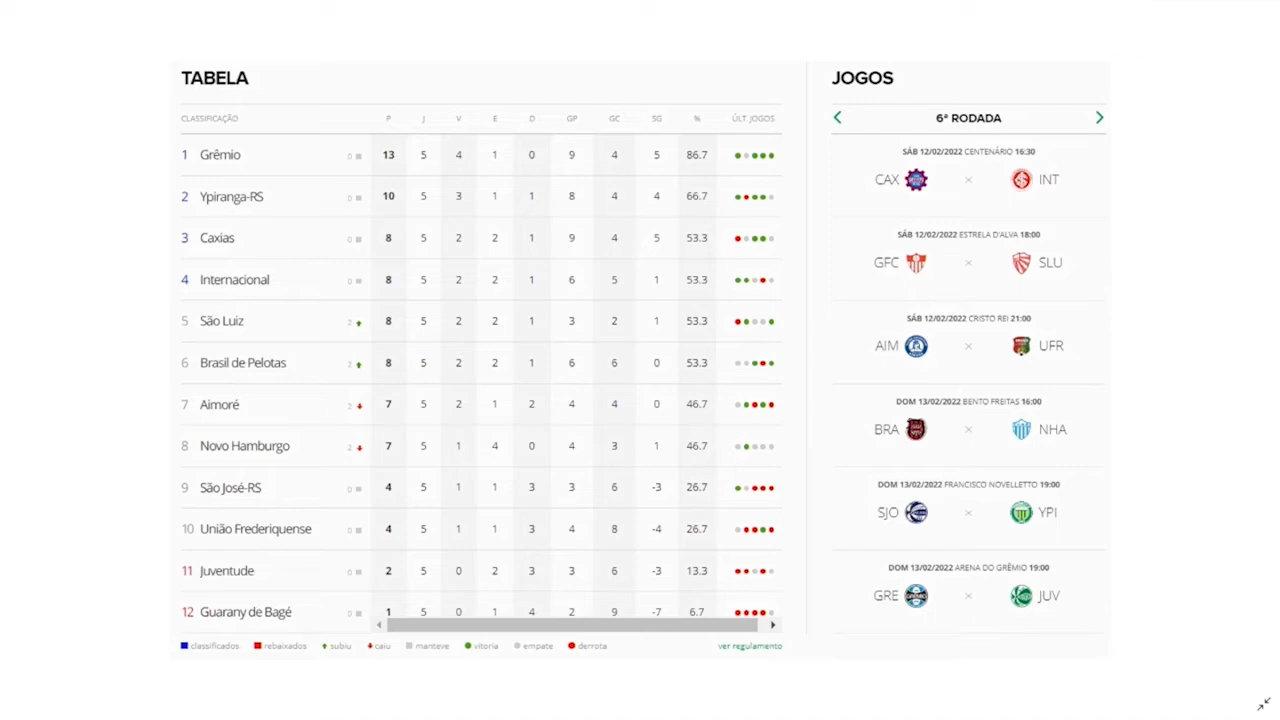 TABELA
CLASSIFICAÇÃO P J V E D GP GC SG % ÚLT. JOGOS
1 Grêmio 0 13 5 4 1 0 9 4 5 86.7
2 Ypiranga-RS 0 10 5 3 1 1 8 4 4 66.7
3 Caxias 0 8 5 2 2 1 9 4 5 53.3
4 Internacional 0 8 5 2 2 1 6 5 1 53.3
5 São Luiz 2 8 5 2 2 1 3 2 1 53.3
6 Brasil de Pelotas 2 8 5 2 2 1 6 6 0 53.3
7 Aimoré 2 7 5 2 1 2 4 4 0 46.7
8 Novo Hamburgo 2 7 5 1 4 0 4 3 1 46.7
9 São José-RS 0 4 5 1 1 3 3 6 -3 26.7
10 União Frederiquense 0 4 5 1 1 3 4 8 -4 26.7
11 Juventude 0 2 5 0 2 3 3 6 -3 13.3
12 Guarany de Bagé 0 1 5 0 1 4 2 9 -7 6.7
classificados rebaixados subiu caiu manteve vitoria empate derrota ver regulamento
JOGOS
6ª RODADA
SÁB 12/02/2022 CENTENÁRIO 16:30
CAX × INT
SÁB 12/02/2022 ESTRELA D'ALVA 18:00
GFC × SLU
SÁB 12/02/2022 CRISTO REI 21:00
AIM × UFR
DOM 13/02/2022 BENTO FREITAS 16:00
BRA × NHA
DOM 13/02/2022 FRANCISCO NOVELLETTO 19:00
SJO × YPI
DOM 13/02/2022 ARENA DO GRÊMIO 19:00
GRE × JUV